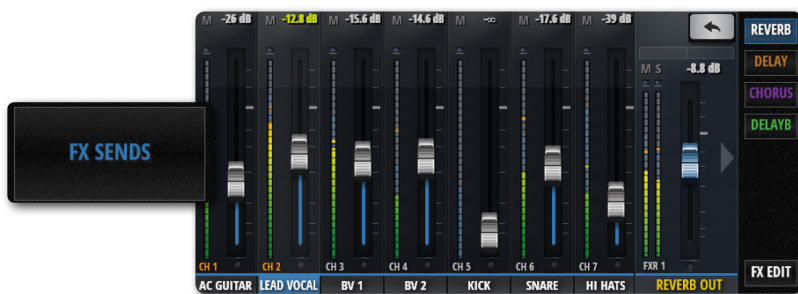 M -26 dB M -12.8 dB M -15.6 dB M -14.6 dB M -∞ M -17.6 dB M -39 dB
REVERB
DELAY
CHORUS
DELAYB
M S -8.8 dB
FX SENDS
CH 1 CH 2 CH 3 CH 4 CH 5 CH 6 CH 7 FXR 1
AC GUITAR LEAD VOCAL BV 1 BV 2 KICK SNARE HI HATS REVERB OUT
FX EDIT